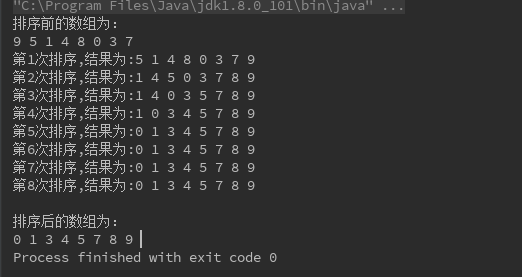 "C:\Program Files\Java\jdk1.8.0_101\bin\java" ...
排序前的数组为:
9 5 1 4 8 0 3 7
第1次排序,结果为:5 1 4 8 0 3 7 9
第2次排序,结果为:1 4 5 0 3 7 8 9
第3次排序,结果为:1 4 0 3 5 7 8 9
第4次排序,结果为:1 0 3 4 5 7 8 9
第5次排序,结果为:0 1 3 4 5 7 8 9
第6次排序,结果为:0 1 3 4 5 7 8 9
第7次排序,结果为:0 1 3 4 5 7 8 9
第8次排序,结果为:0 1 3 4 5 7 8 9
排序后的数组为:
0 1 3 4 5 7 8 9
Process finished with exit code 0